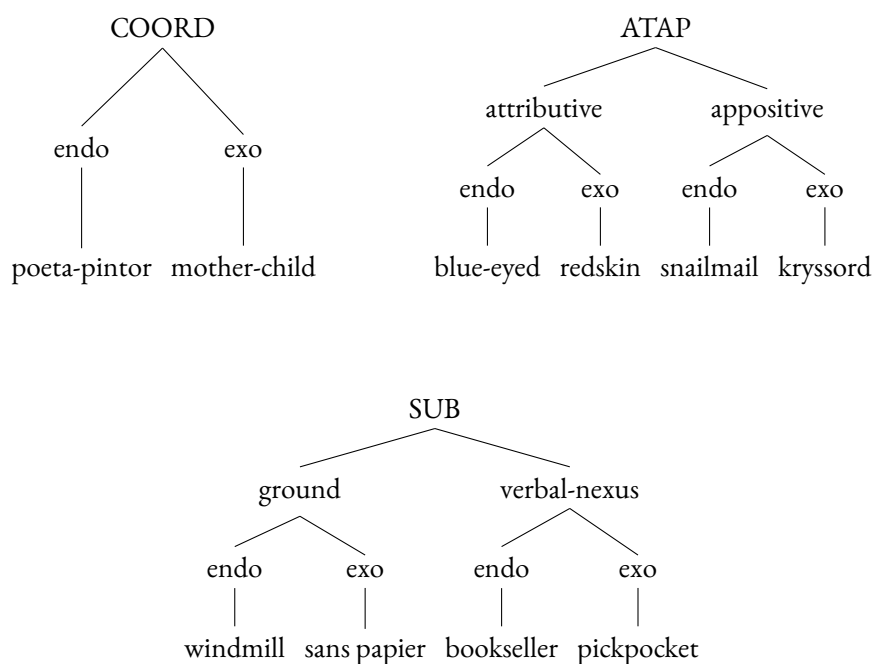 COORD
endo exo
poeta-pintor mother-child
ATAP
attributive appositive
endo exo endo exo
blue-eyed redskin snailmail kryssord
SUB
ground verbal-nexus
endo exo endo exo
windmill sans papier bookseller pickpocket